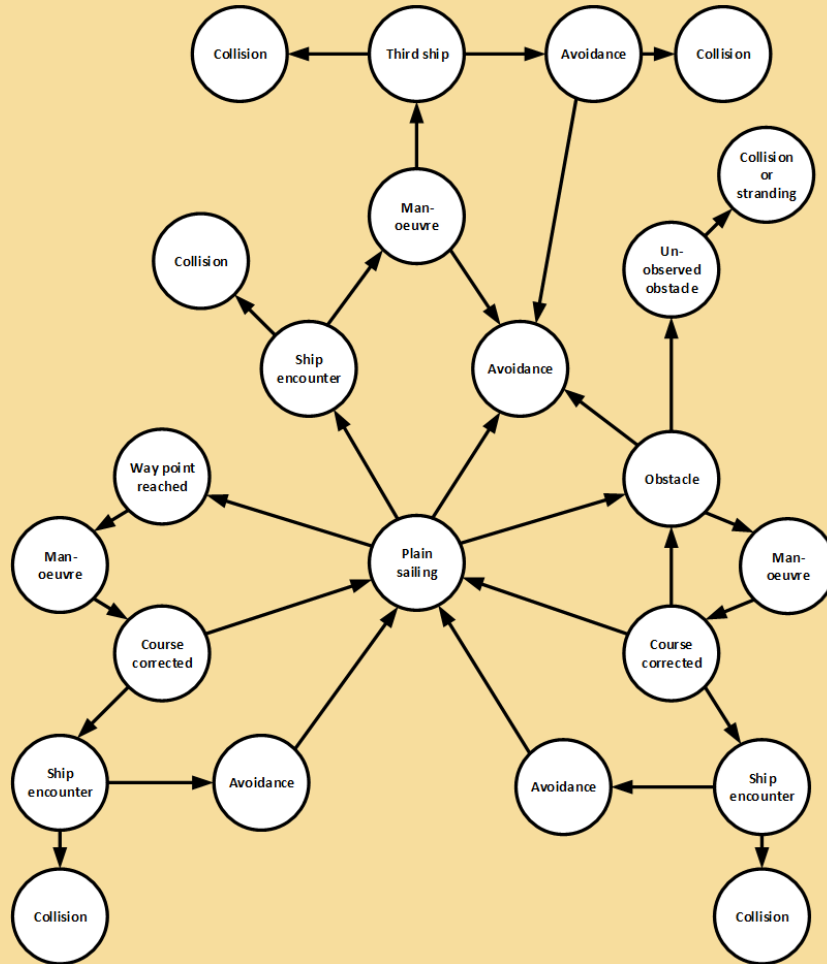 Collision
Third ship
Avoidance
Collision
Collision
or
stranding
Man-
oeuvre
Collision
Un-
observed
obstacle
Ship
encounter
Avoidance
Way point
reached
Obstacle
Man-
oeuvre
Plain
sailing
Man-
oeuvre
Course
corrected
Course
corrected
Ship
encounter
Avoidance
Avoidance
Ship
encounter
Collision
Collision